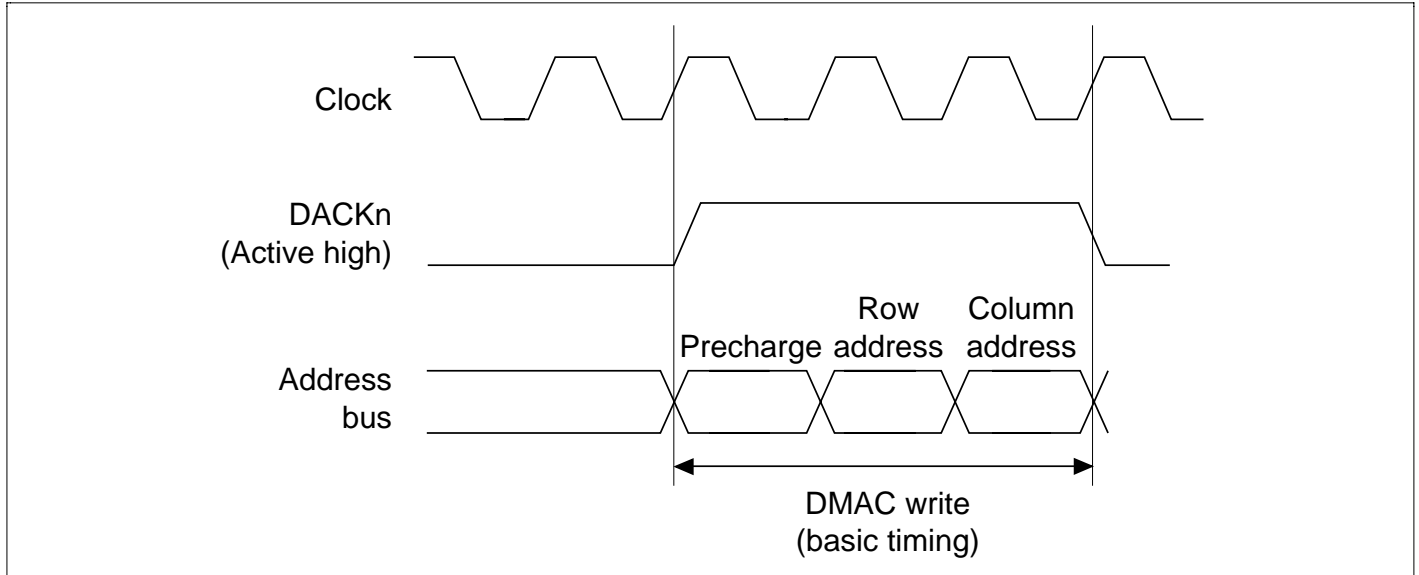 Clock
DACKn
(Active high)
Row Column
Precharge address address
Address
bus
DMAC write
(basic timing)